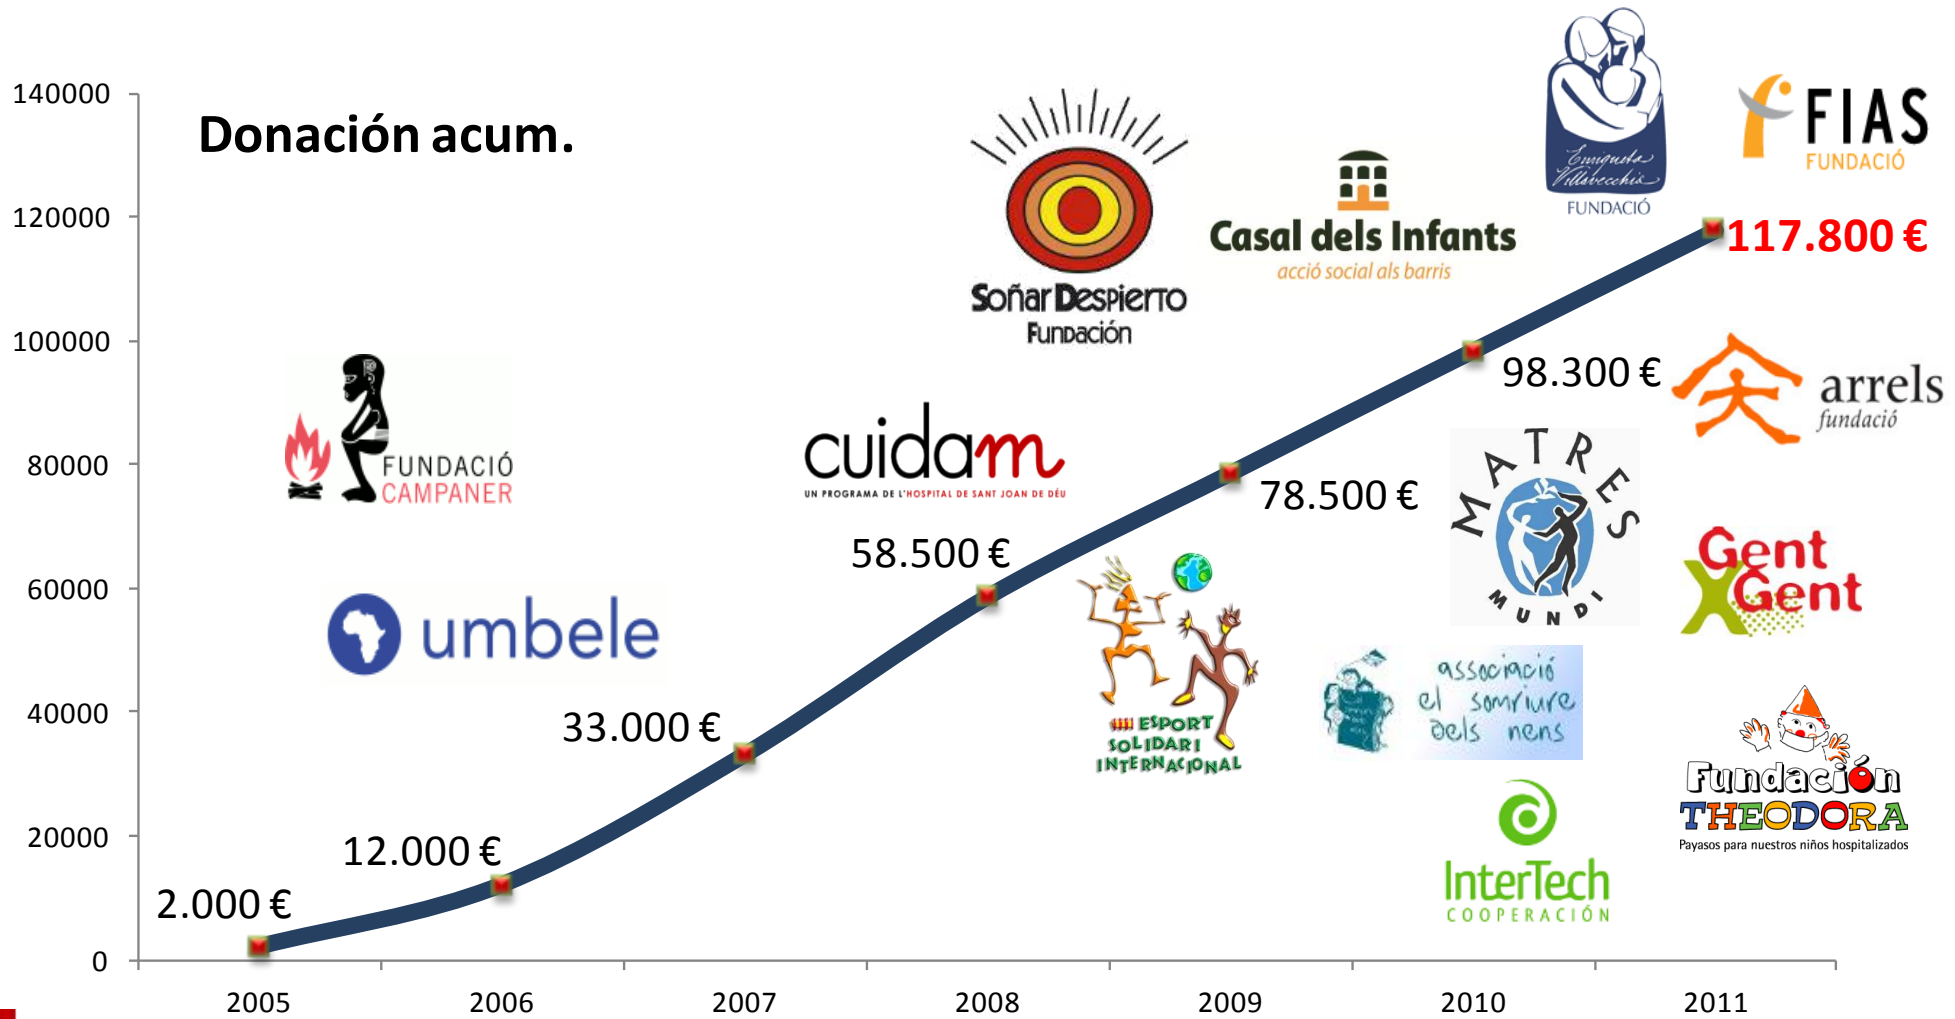 Donación acum.
140000
120000
100000
80000
60000
40000
20000
0
2005
2006
2007
2008
2009
2010
2011
2.000 €
12.000 €
33.000 €
58.500 €
78.500 €
98.300 €
117.800 €
FUNDACIÓ
CAMPANER
umbele
cuidam
UN PROGRAMA DE L'HOSPITAL DE SANT JOAN DE DÉU
Soñar Despierto
Fundación
Casal dels Infants
acció social als barris
Enriqueta
Villavecchia
FUNDACIÓ
FIAS
FUNDACIÓ
arrels
fundació
MATRES
MUNDI
Gent
X Gent
ESPORT
SOLIDARI
INTERNACIONAL
associació
el somriure
dels nens
InterTech
COOPERACIÓN
Fundación
THEODORA
Payasos para nuestros niños hospitalizados